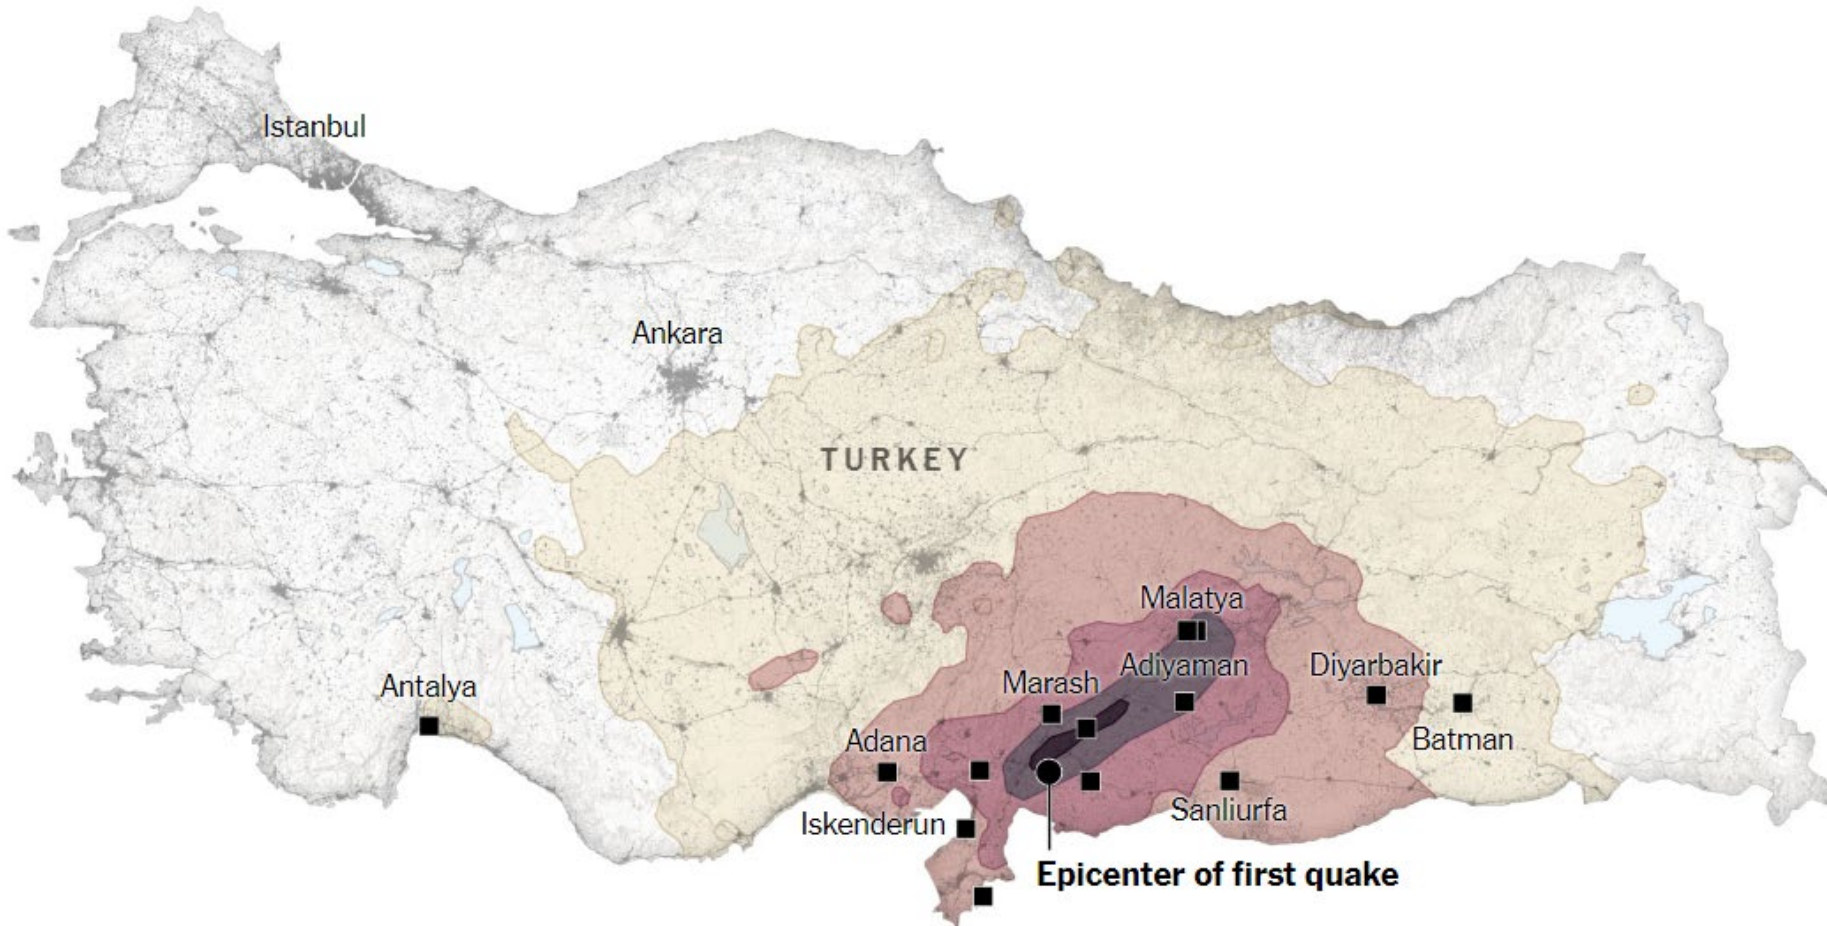 Istanbul
Ankara
TURKEY
Malatya
Adiyaman
Diyarbakir
Marash
Antalya
Batman
Adana
Sanliurfa
Iskenderun
Epicenter of first quake